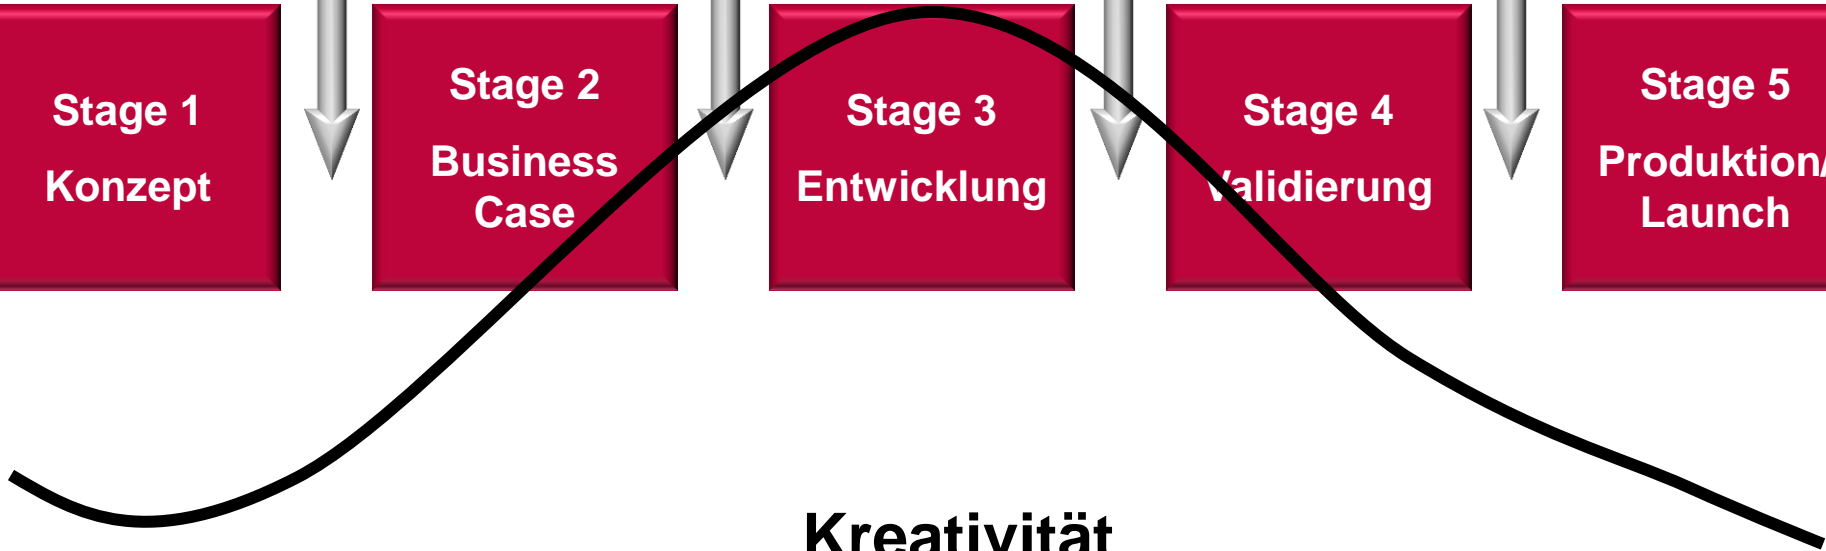 Stage 1
Konzept
Stage 2
Business
Case
Stage 3
Entwicklung
Stage 4
Validierung
Stage 5
Produktion/
Launch
Kreativität